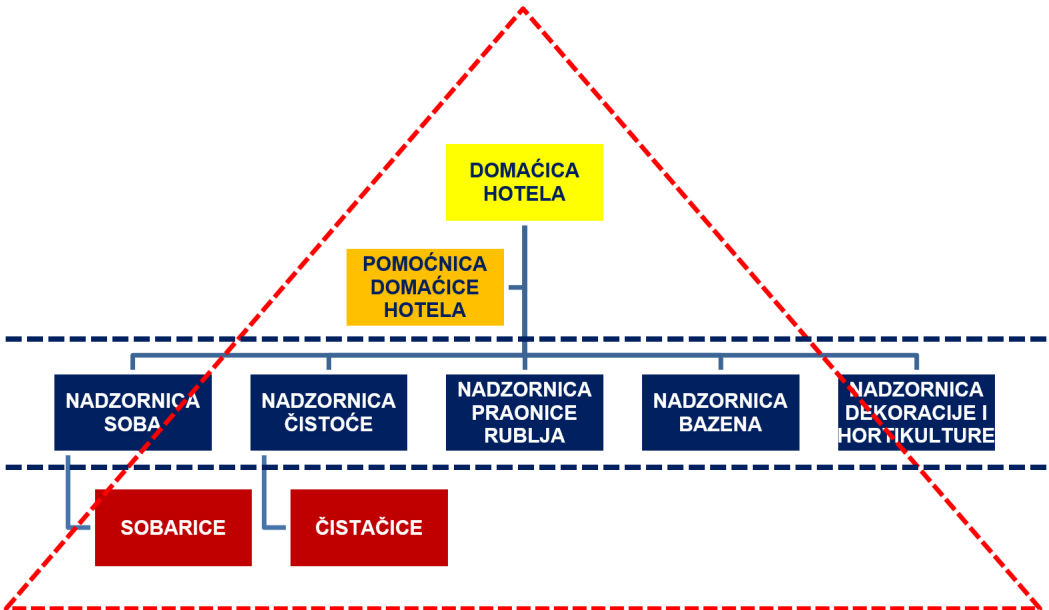 DOMAĆICA
HOTELA
POMOĆNICA
DOMAĆICE
HOTELA
NADZORNICA
SOBA
NADZORNICA
ČISTOĆE
NADZORNICA
PRAONICE
RUBLJA
NADZORNICA
BAZENA
NADZORNICA
DEKORACIJE I
HORTIKULTURE
SOBARICE
ČISTAČICE